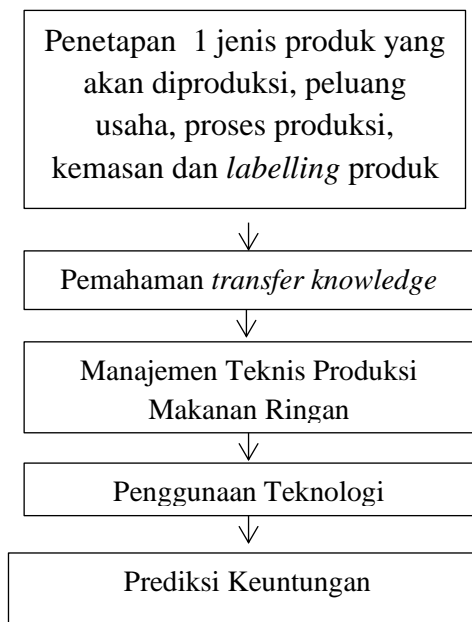 Penetapan 1 jenis produk yang
akan diproduksi, peluang
usaha, proses produksi,
kemasan dan labelling produk
Pemahaman transfer knowledge
Manajemen Teknis Produksi
Makanan Ringan
Penggunaan Teknologi
Prediksi Keuntungan